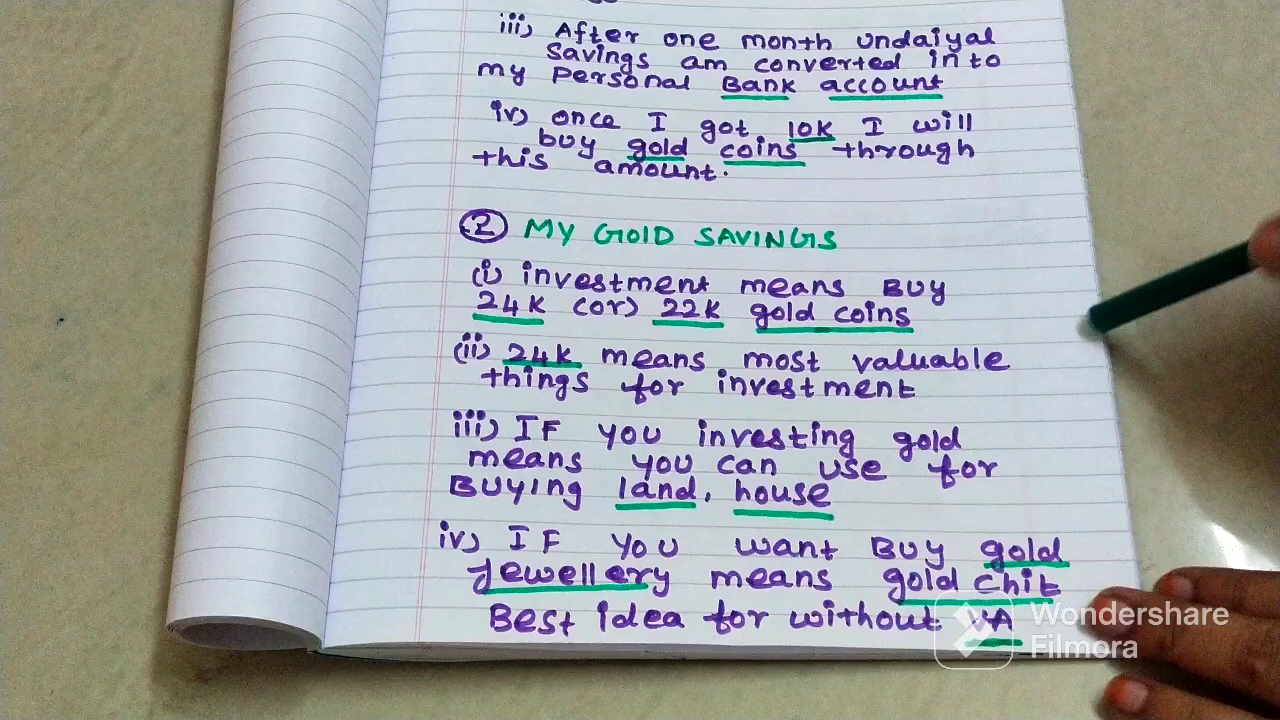 iii) After one month Undaiyal
Savings am converted in to
my personal Bank account
iv) once I got 10K I will
buy gold coins through
this amount.
2 MY GOLD SAVINGS
(i) investment means BUY
24K (or) 22K gold coins
(ii) 24K means most valuable
things for investment
iii) IF you investing gold
means you can use for
BUYING land, house
iv) IF YOU want BUY gold
Jewellery means gold chit
Best idea for without VA
Wondershare
Filmora